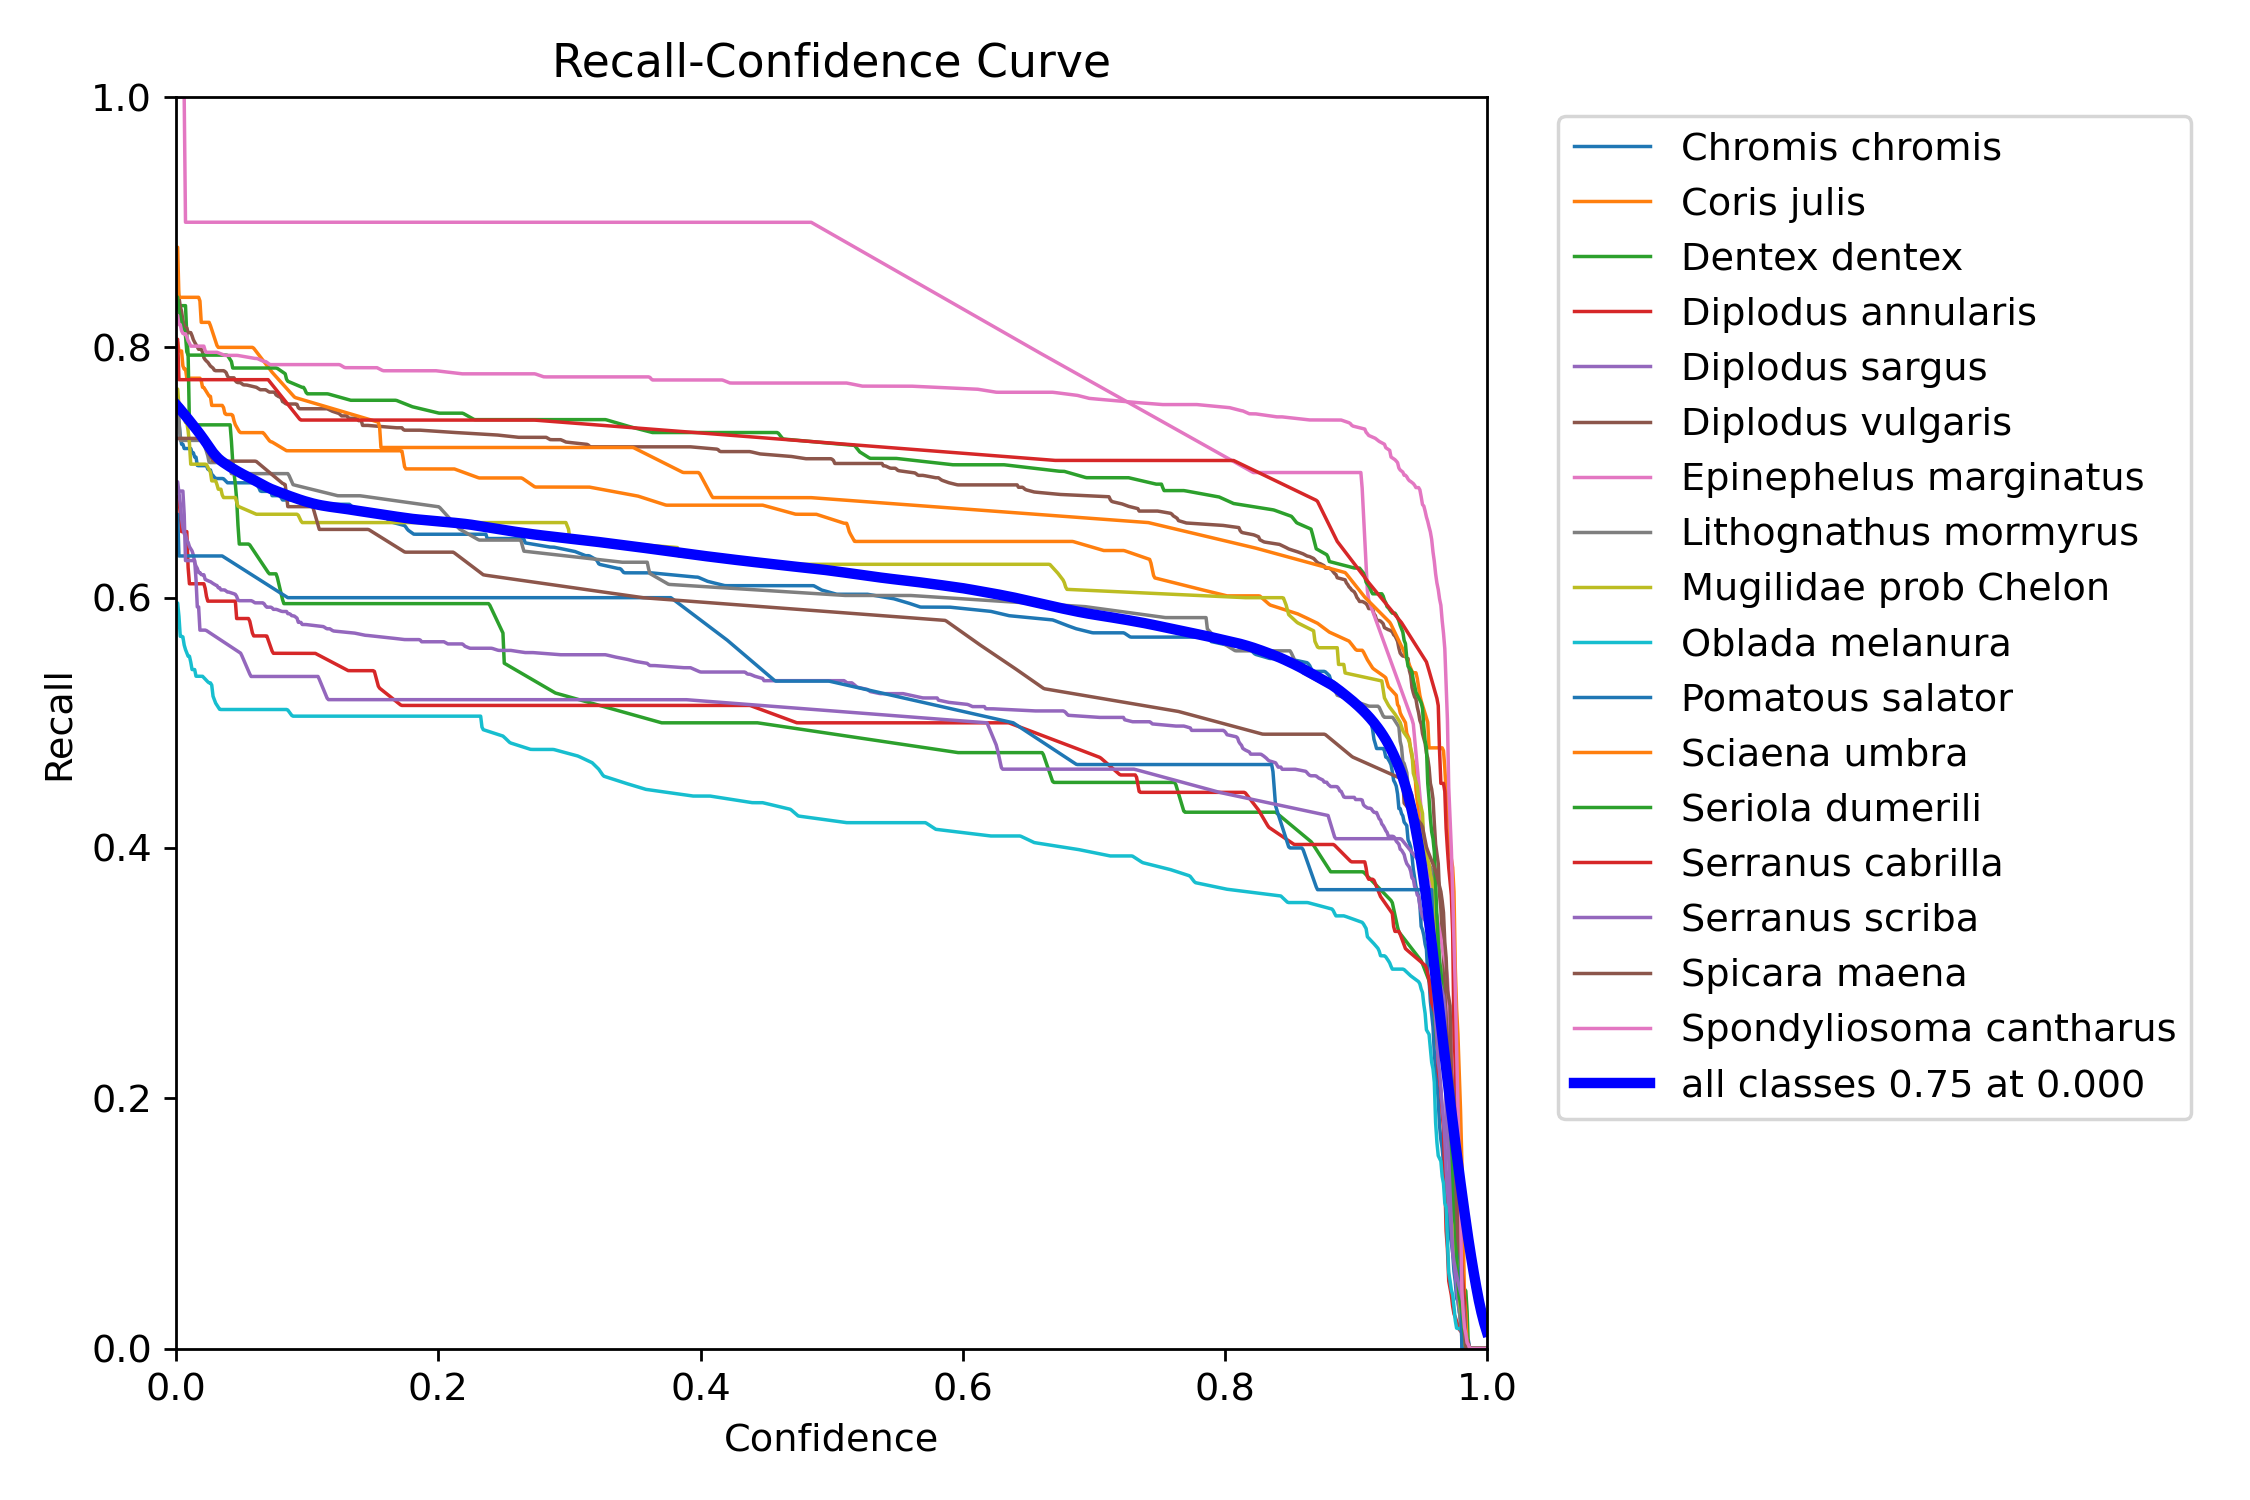 Recall-Confidence Curve
1.0
0.8
0.6
0.4
0.2
0.0
Recall
0.0 0.2 0.4 0.6 0.8 1.0
Confidence
Chromis chromis
Coris julis
Dentex dentex
Diplodus annularis
Diplodus sargus
Diplodus vulgaris
Epinephelus marginatus
Lithognathus mormyrus
Mugilidae prob Chelon
Oblada melanura
Pomatous salator
Sciaena umbra
Seriola dumerili
Serranus cabrilla
Serranus scriba
Spicara maena
Spondyliosoma cantharus
all classes 0.75 at 0.000